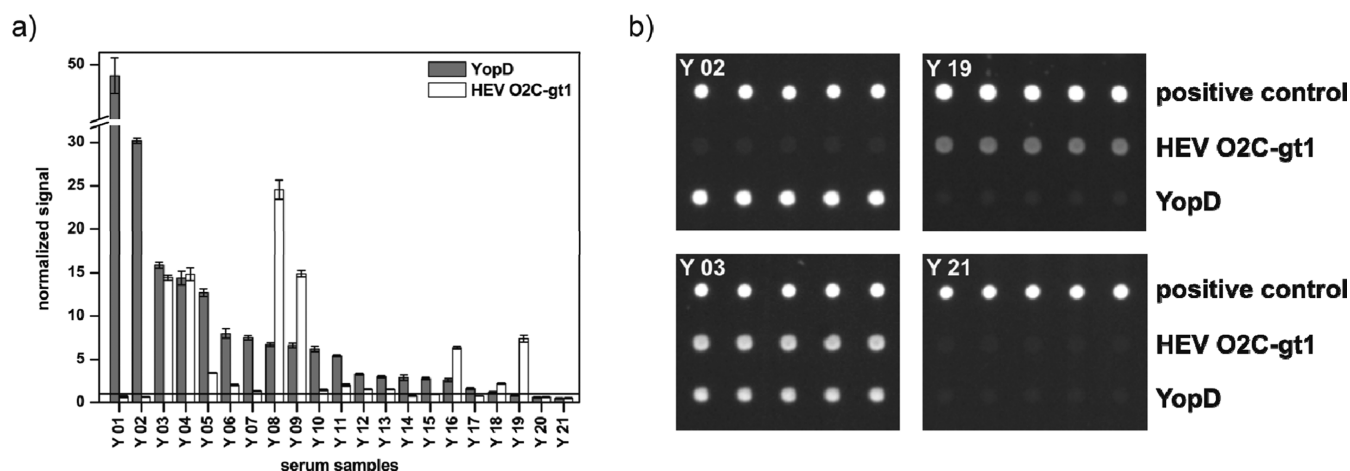 a)
50
30
25
20
15
10
5
0
normalized signal
YopD
HEV O2C-gt1
Y 01
Y 02
Y 03
Y 04
Y 05
Y 06
Y 07
Y 08
Y 09
Y 10
Y 11
Y 12
Y 13
Y 14
Y 15
Y 16
Y 17
Y 18
Y 19
Y 20
Y 21
serum samples
b)
Y 02
Y 19
positive control
HEV O2C-gt1
YopD
Y 03
Y 21
positive control
HEV O2C-gt1
YopD